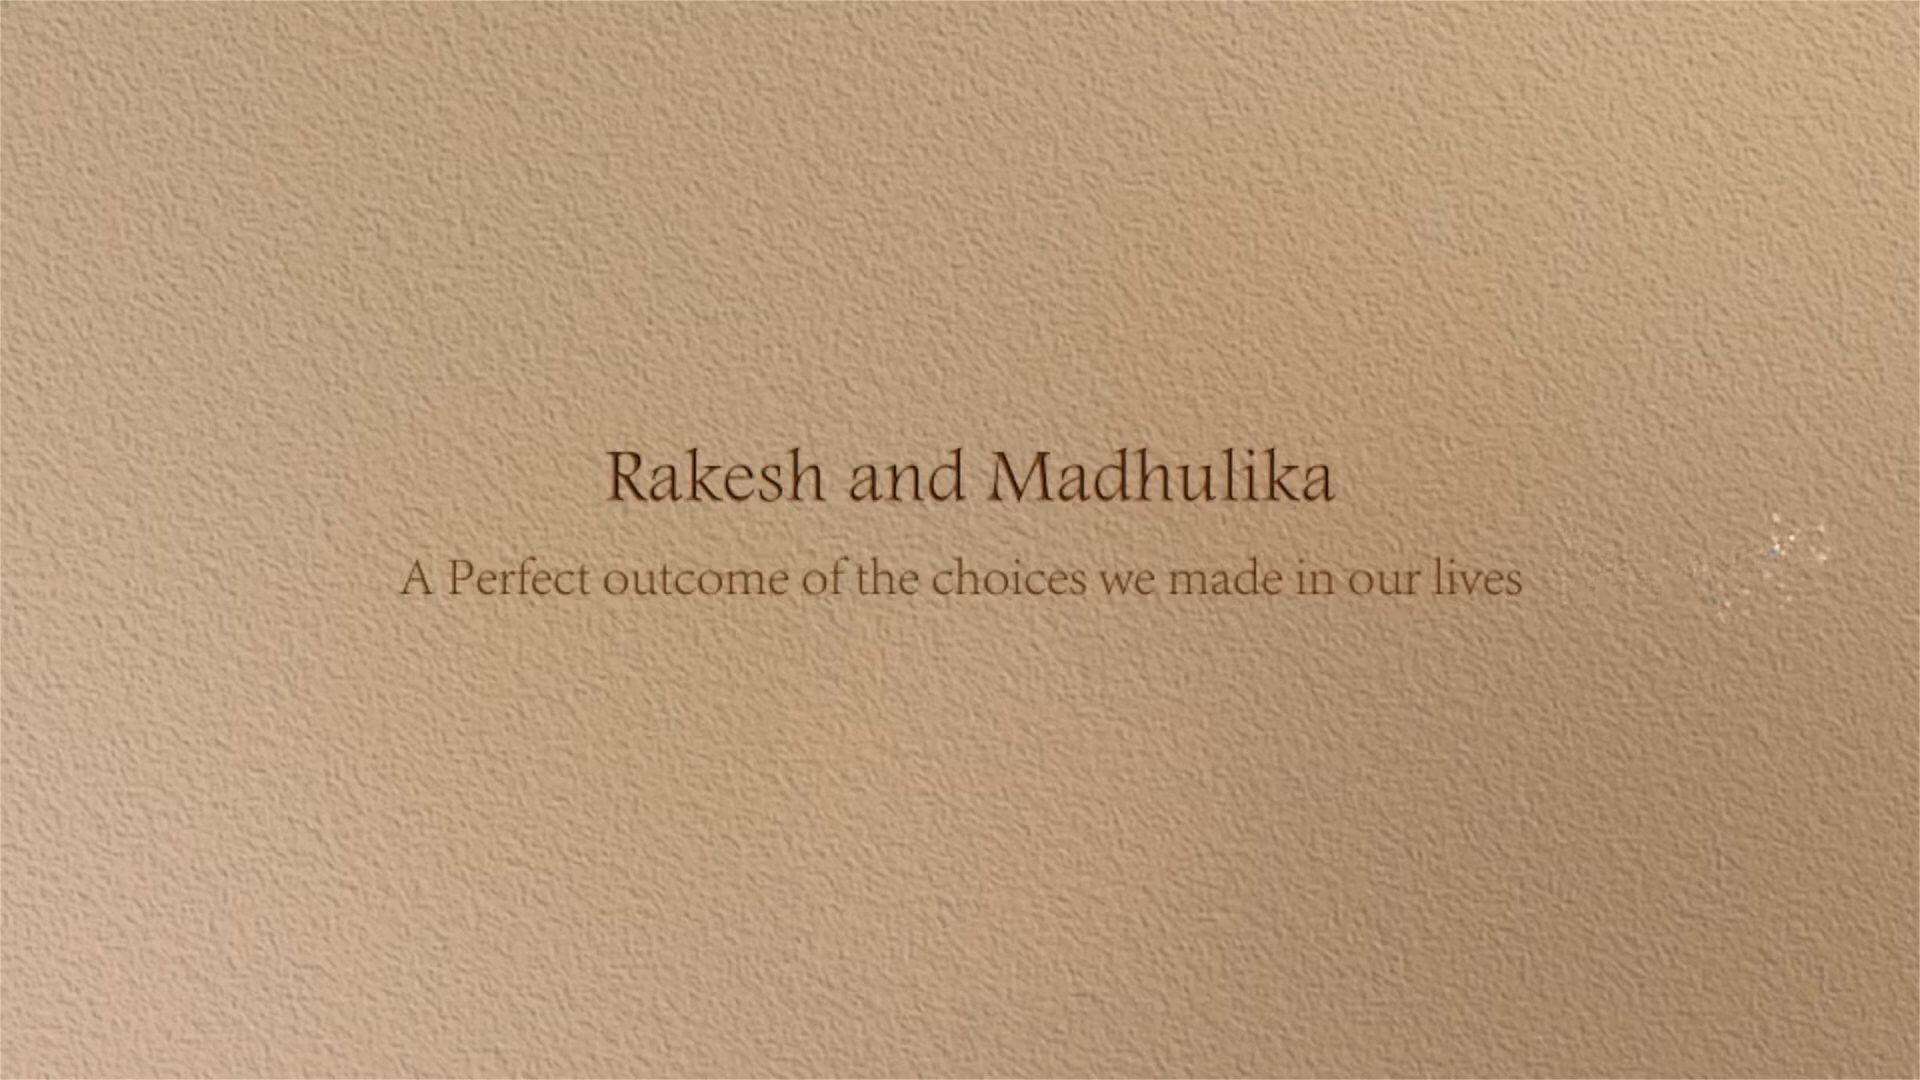 Rakesh and Madhulika
A Perfect outcome of the choices we made in our lives